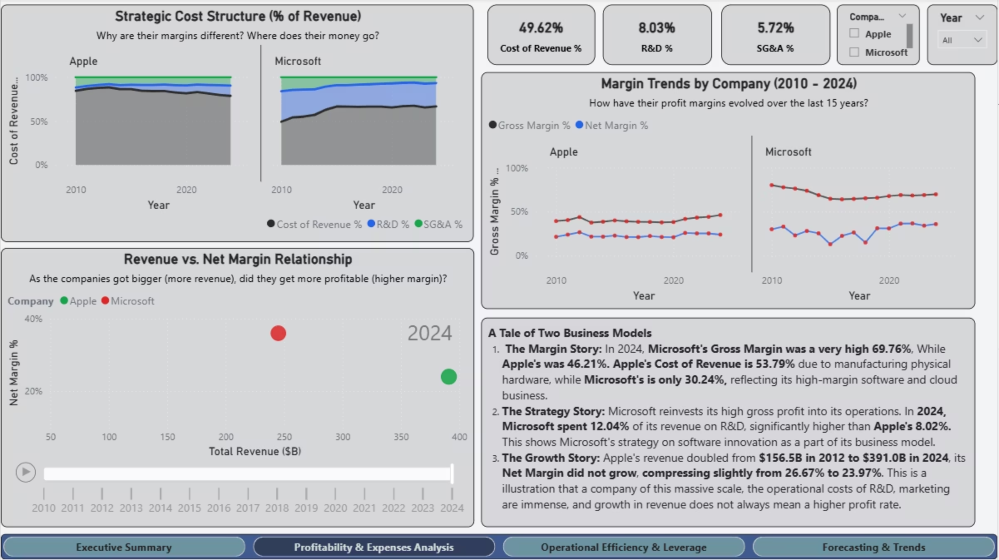 Strategic Cost Structure (% of Revenue)
Why are their margins different? Where does their money go?
Apple
Microsoft
Cost of Revenue...
100%
50%
0%
2010
2020
2010
2020
Year
Year
Cost of Revenue %
R&D %
SG&A %
49.62%
Cost of Revenue %
8.03%
R&D %
5.72%
SG&A %
Compa...
Apple
Microsoft
Year
All
Margin Trends by Company (2010 - 2024)
How have their profit margins evolved over the last 15 years?
Gross Margin %
Net Margin %
Apple
Microsoft
Gross Margin % ...
100%
50%
0%
2010
2020
2010
2020
Year
Year
Revenue vs. Net Margin Relationship
As the companies got bigger (more revenue), did they get more profitable (higher margin)?
Company
Apple
Microsoft
Net Margin %
40%
20%
2024
50
100
150
200
250
300
350
400
Total Revenue ($B)
2010
2011
2012
2013
2014
2015
2016
2017
2018
2019
2020
2021
2022
2023
2024
A Tale of Two Business Models
1. The Margin Story: In 2024, Microsoft's Gross Margin was a very high 69.76%, While
Apple's was 46.21%. Apple's Cost of Revenue is 53.79% due to manufacturing physical
hardware, while Microsoft's is only 30.24%, reflecting its high-margin software and cloud
business.
2. The Strategy Story: Microsoft reinvests its high gross profit into its operations. In 2024,
Microsoft spent 12.04% of its revenue on R&D, significantly higher than Apple's 8.02%.
This shows Microsoft's strategy on software innovation as a part of its business model.
3. The Growth Story: Apple's revenue doubled from $156.5B in 2012 to $391.0B in 2024, its
Net Margin did not grow, compressing slightly from 26.67% to 23.97%. This is a
illustration that a company of this massive scale, the operational costs of R&D, marketing
are immense, and growth in revenue does not always mean a higher profit rate.
Executive Summary
Profitability & Expenses Analysis
Operational Efficiency & Leverage
Forecasting & Trends